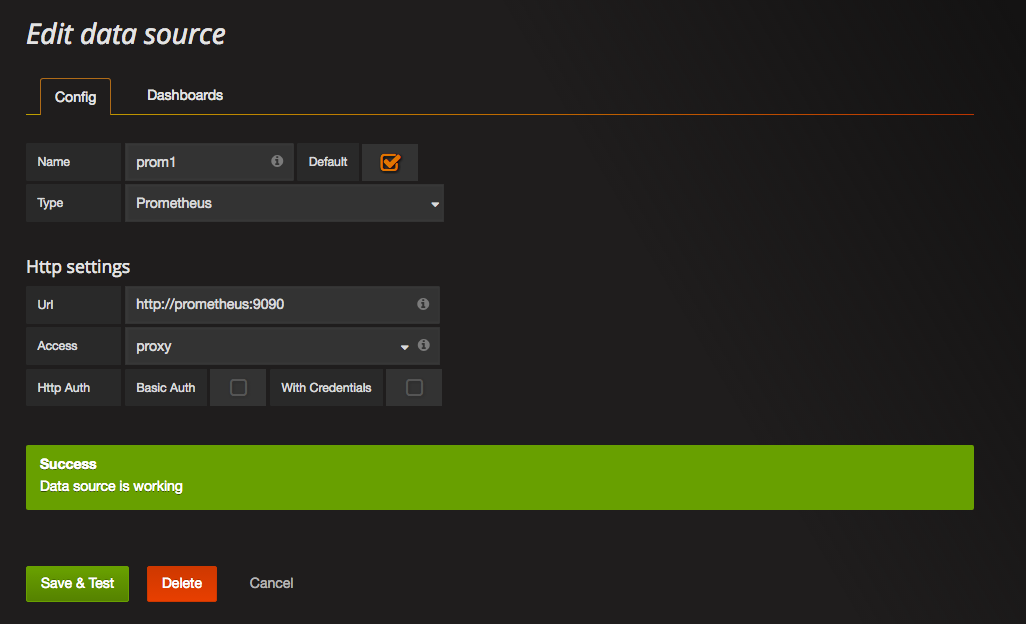 Edit data source
Config Dashboards
Name prom1 Default
Type Prometheus
Http settings
Url http://prometheus:9090
Access proxy
Http Auth Basic Auth With Credentials
Success
Data source is working
Save & Test Delete Cancel